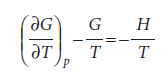 (∂G/∂T)_p − G/T = − H/T